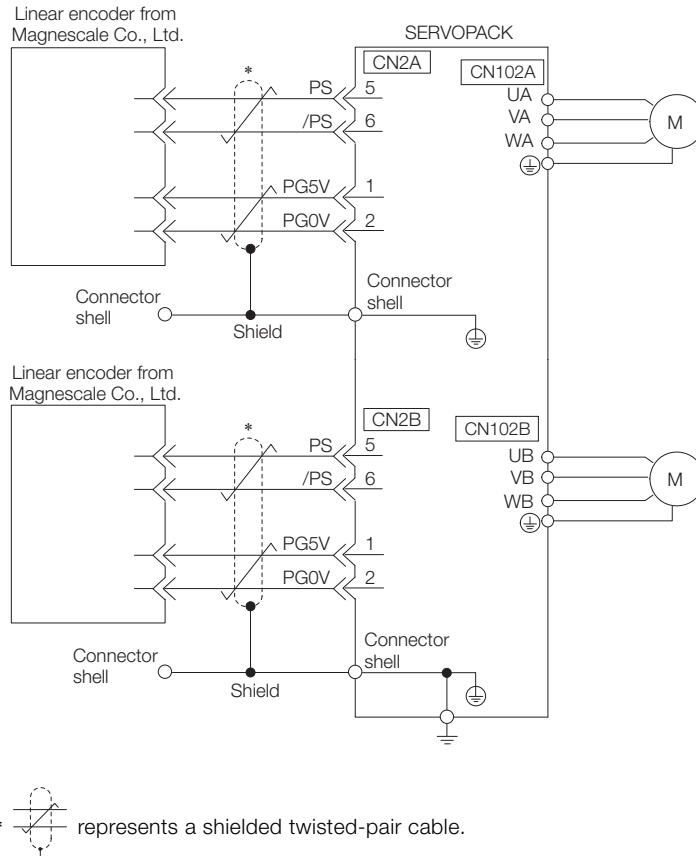 Linear encoder from
Magnescale Co., Ltd.
SERVOPACK
CN2A
CN102A
*
PS
5
/PS
6
PG5V
1
PG0V
2
UA
VA
WA
M
Connector
shell
Shield
Connector
shell
Linear encoder from
Magnescale Co., Ltd.
CN2B
CN102B
*
PS
5
/PS
6
PG5V
1
PG0V
2
UB
VB
WB
M
Connector
shell
Shield
Connector
shell
* represents a shielded twisted-pair cable.